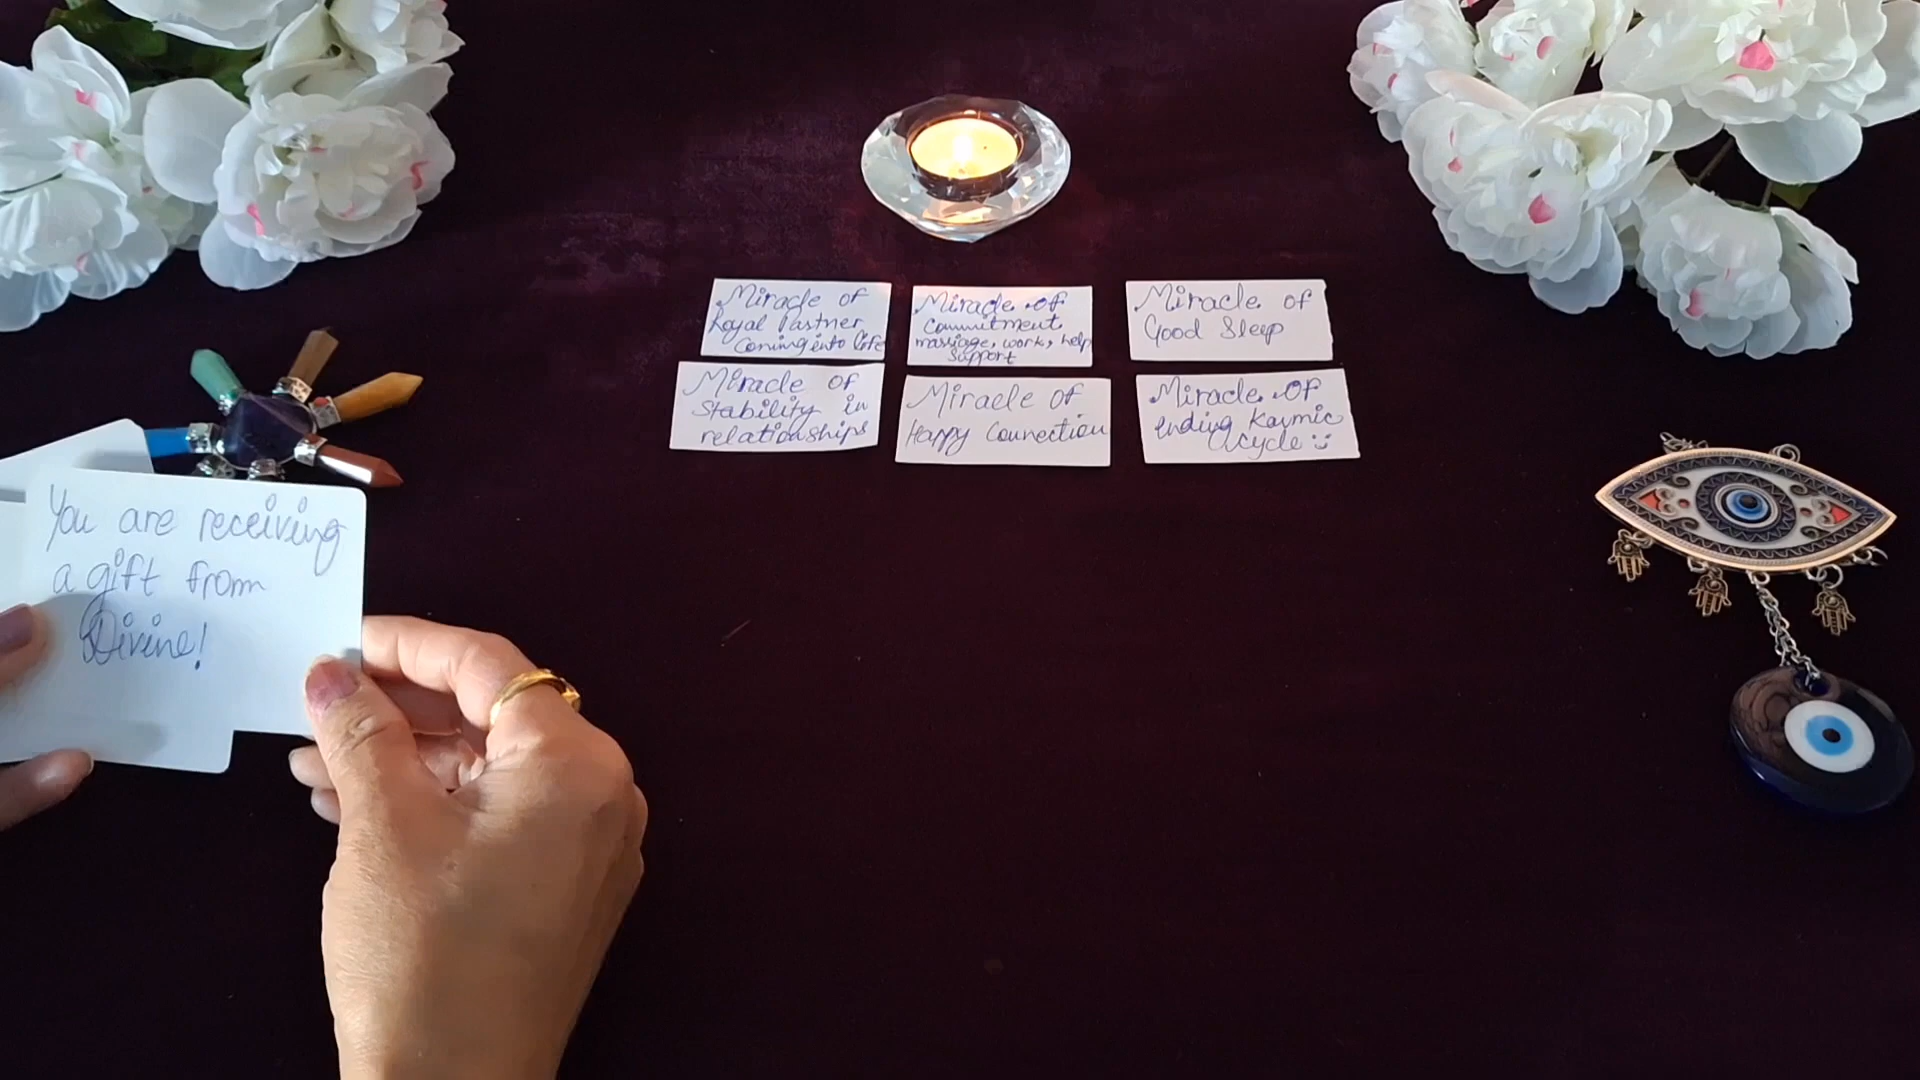 Miracle of
Loyal Partner
Coming into life
Miracle of
Commitment
marriage, work, help
Support
Miracle of
Good Sleep
Miracle of
Stability in
relationships
Miracle of
Happy Connection
Miracle of
ending Karmic
cycle
You are receiving
a gift from
Divine!